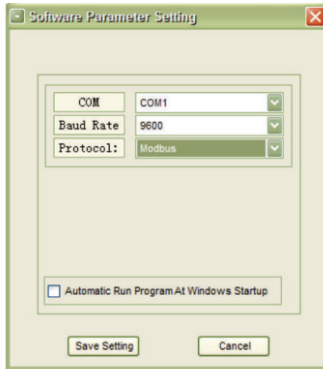 Software Parameter Setting
COM
COM1
Baud Rate
9600
Protocol:
Modbus
Automatic Run Program At Windows Startup
Save Setting
Cancel